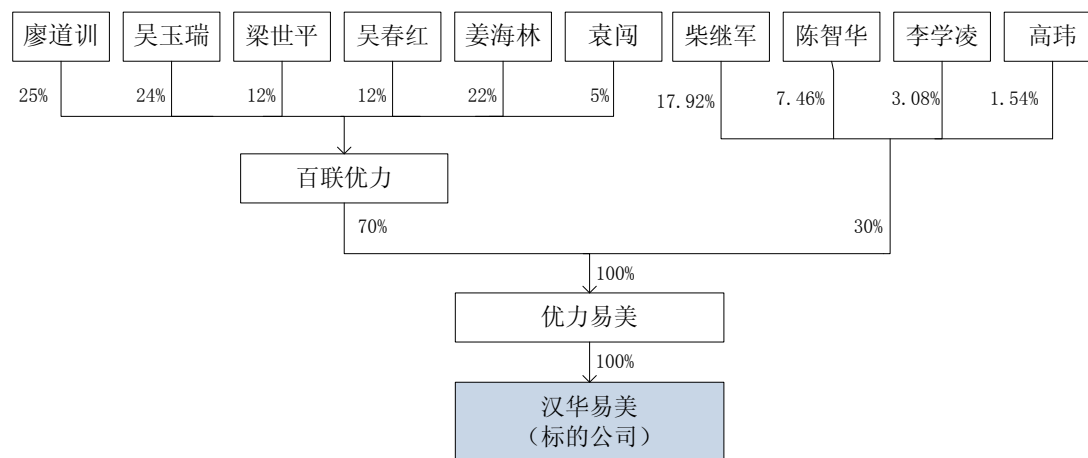 廖道训
吴玉瑞
梁世平
吴春红
姜海林
袁闯
柴继军
陈智华
李学凌
高玮
25%
24%
12%
12%
22%
5%
17.92%
7.46%
3.08%
1.54%
百联优力
70%
30%
100%
优力易美
100%
汉华易美
（标的公司）